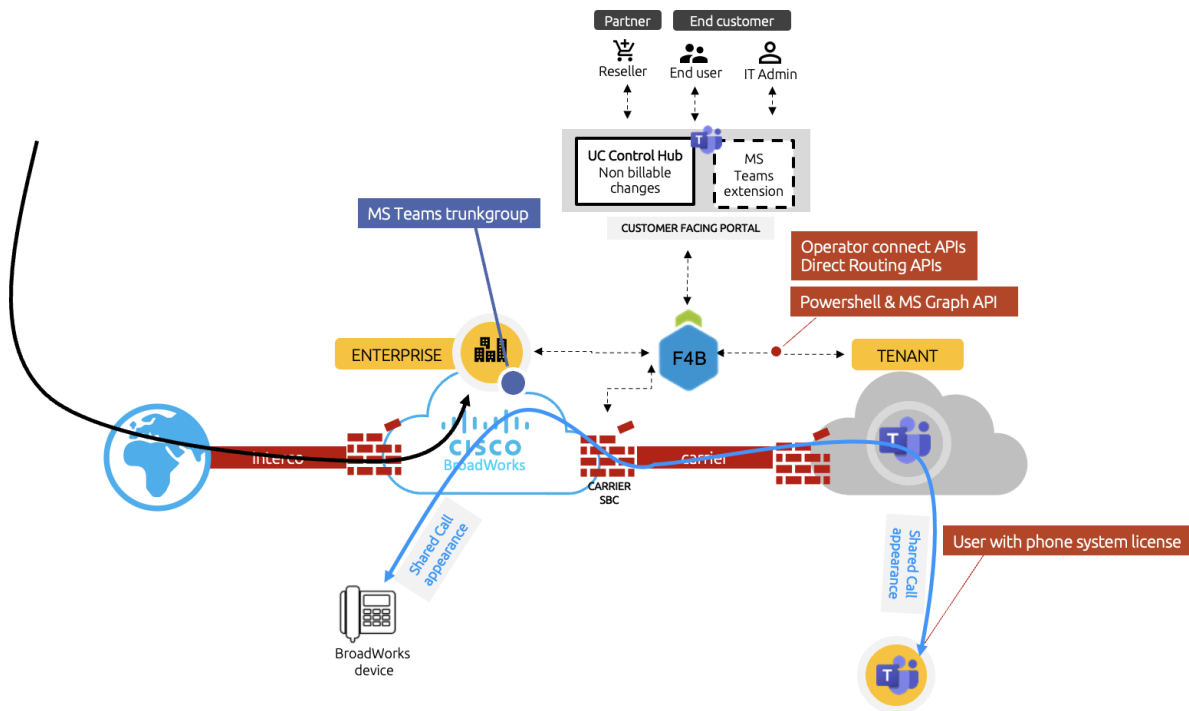 Partner
End customer
Reseller
End user
IT Admin
UC Control Hub
Non billable
changes
T
MS
Teams
extension
CUSTOMER FACING PORTAL
MS Teams trunkgroup
Operator connect APIs
Direct Routing APIs
Powershell & MS Graph API
ENTERPRISE
F4B
TENANT
interco
CISCO
BroadWorks
CARRIER
SBC
carrier
T
Shared Call
appearance
Shared Call
appearance
User with phone system license
BroadWorks
device
T